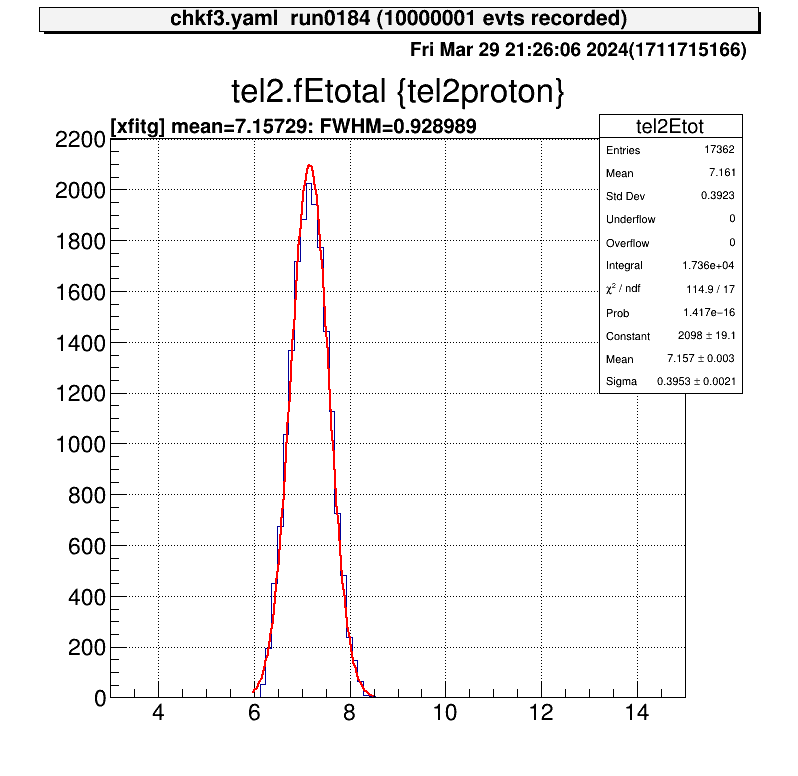 chkf3.yaml  run0184 (10000001 evts recorded)
Fri Mar 29 21:26:06 2024(1711715166)
tel2.fEtotal {tel2proton}
[xfitg] mean=7.15729: FWHM=0.928989
tel2Etot
Entries 17362
Mean 7.161
Std Dev 0.3923
Underflow 0
Overflow 0
Integral 1.736e+04
χ² / ndf 114.9 / 17
Prob 1.417e−16
Constant 2098 ± 19.1
Mean 7.157 ± 0.003
Sigma 0.3953 ± 0.0021
2200
2000
1800
1600
1400
1200
1000
800
600
400
200
0
4 6 8 10 12 14